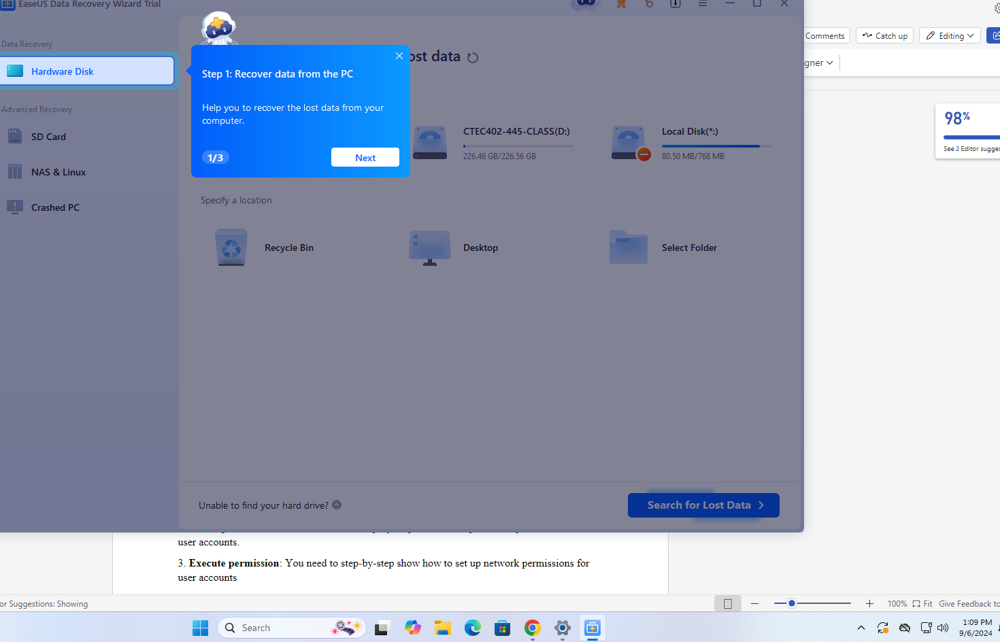 EaseUS Data Recovery Wizard Trial
Data Recovery
Hardware Disk
Advanced Recovery
SD Card
NAS & Linux
Crashed PC
ost data
Step 1: Recover data from the PC
Help you to recover the lost data from your
computer.
1/3
Next
CTEC402-445-CLASS(D:)
226.46 GB/226.56 GB
Local Disk(*:)
80.50 MB/768 MB
Specify a location
Recycle Bin
Desktop
Select Folder
Unable to find your hard drive?
Search for Lost Data
Comments
Catch up
Editing
gner
98%
See 2 Editor sugges
user accounts.
3. Execute permission: You need to step-by-step show how to set up network permissions for
user accounts
or Suggestions: Showing
100%
Fit
Give Feedback to
Search
1:09 PM
9/6/2024